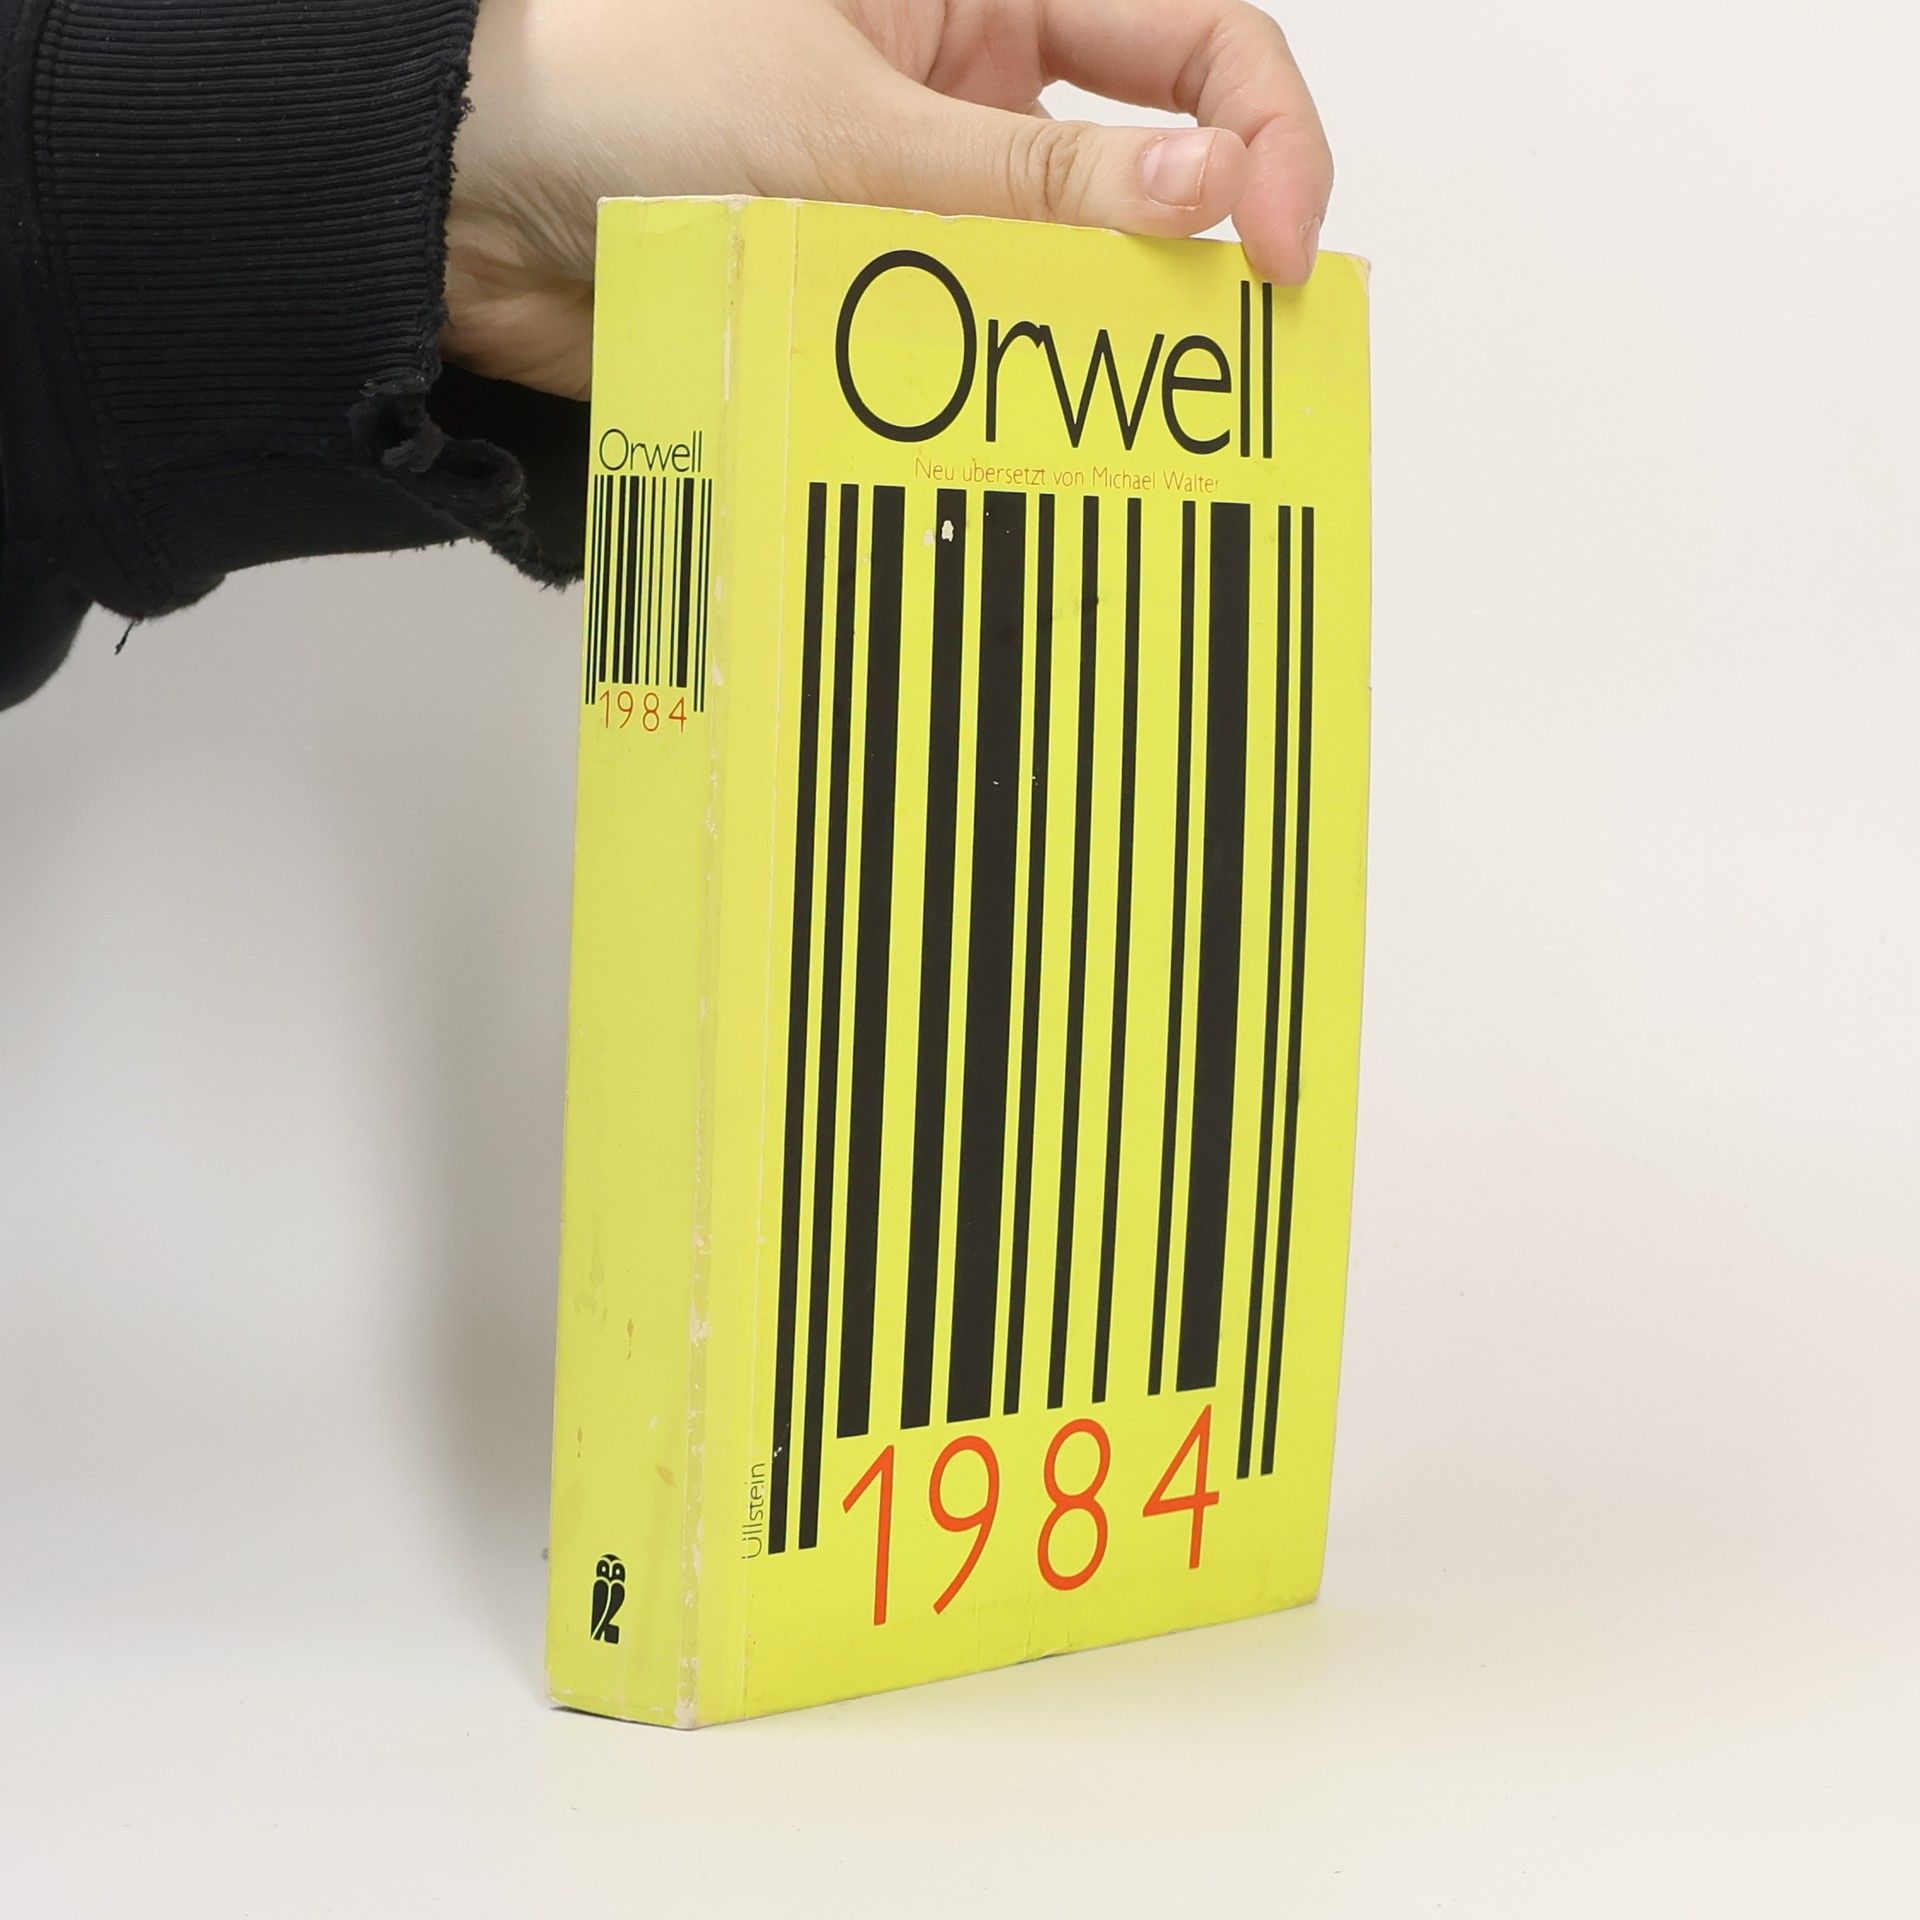 Orwell
1984
Orwell
Neu übersetzt von Michael Walter
Ullstein
1984